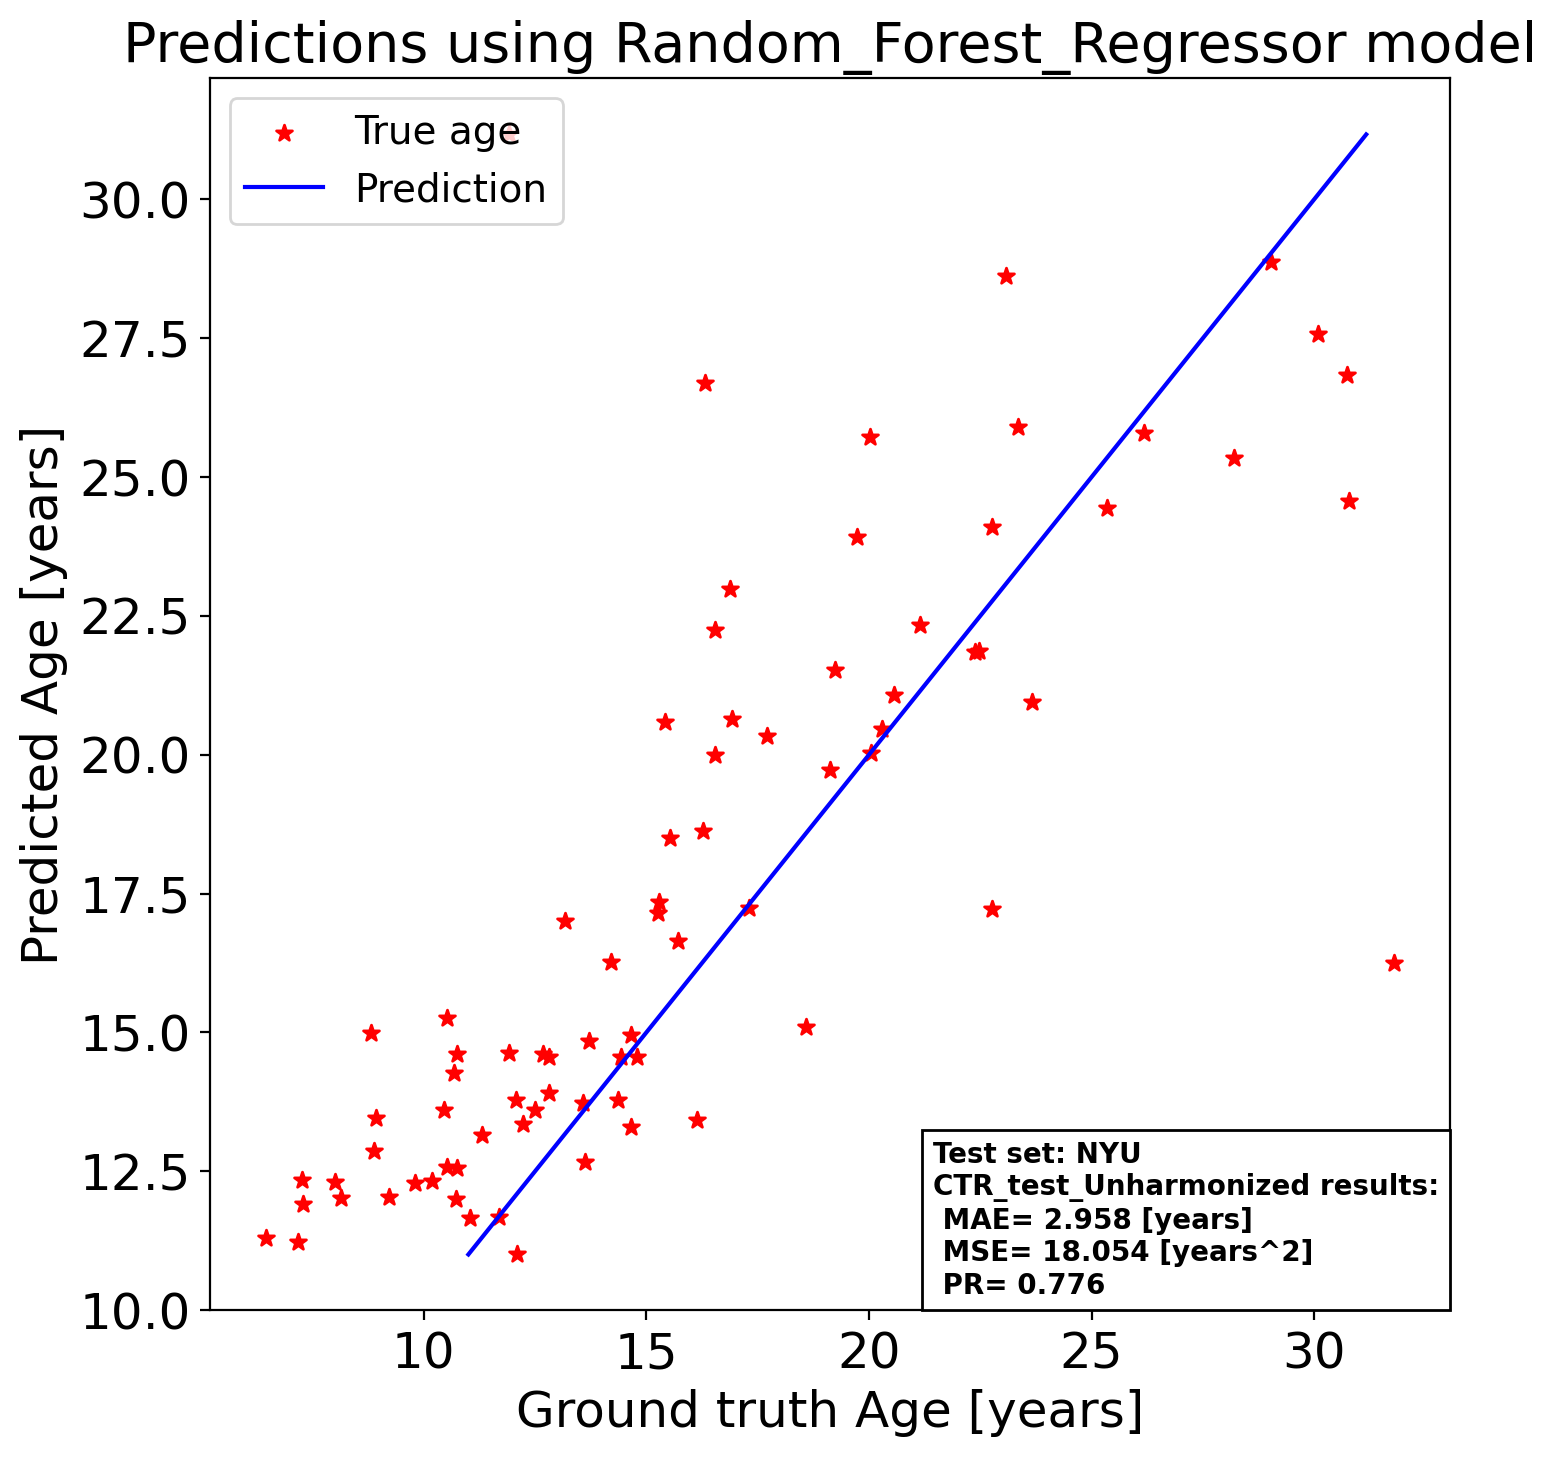 Predictions using Random_Forest_Regressor model
True age
Prediction
30.0
27.5
25.0
22.5
20.0
17.5
15.0
12.5
10.0
Predicted Age [years]
Test set: NYU
CTR_test_Unharmonized results:
MAE= 2.958 [years]
MSE= 18.054 [years^2]
PR= 0.776
10 15 20 25 30
Ground truth Age [years]